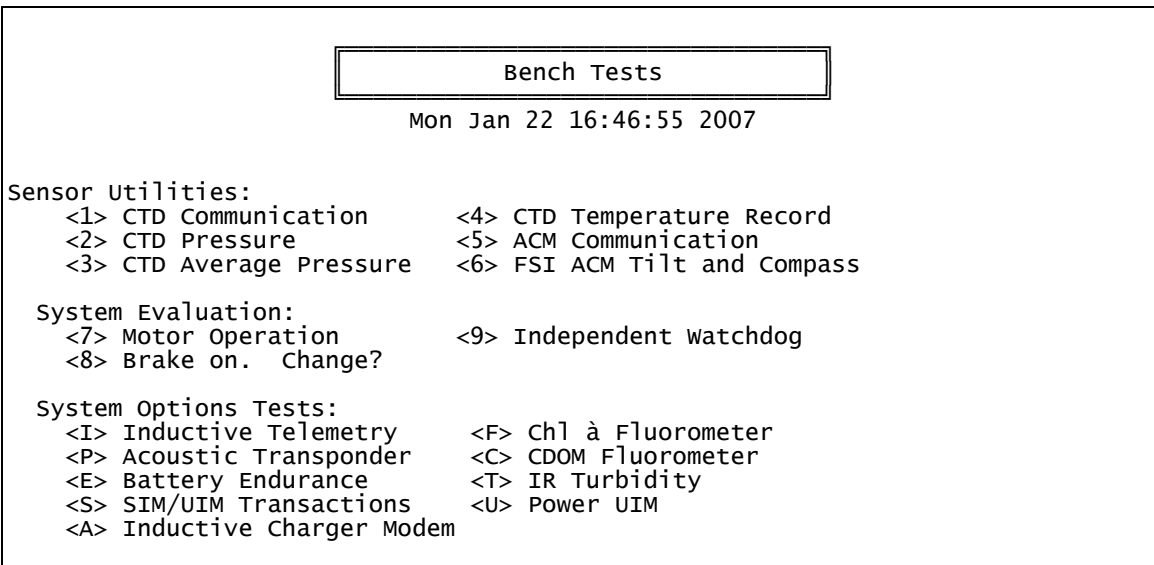 Bench Tests
Mon Jan 22 16:46:55 2007
Sensor Utilities:
<1> CTD Communication <4> CTD Temperature Record
<2> CTD Pressure <5> ACM Communication
<3> CTD Average Pressure <6> FSI ACM Tilt and Compass
System Evaluation:
<7> Motor Operation <9> Independent Watchdog
<8> Brake on. Change?
System Options Tests:
<I> Inductive Telemetry <F> Chl à Fluorometer
<P> Acoustic Transponder <C> CDOM Fluorometer
<E> Battery Endurance <T> IR Turbidity
<S> SIM/UIM Transactions <U> Power UIM
<A> Inductive Charger Modem